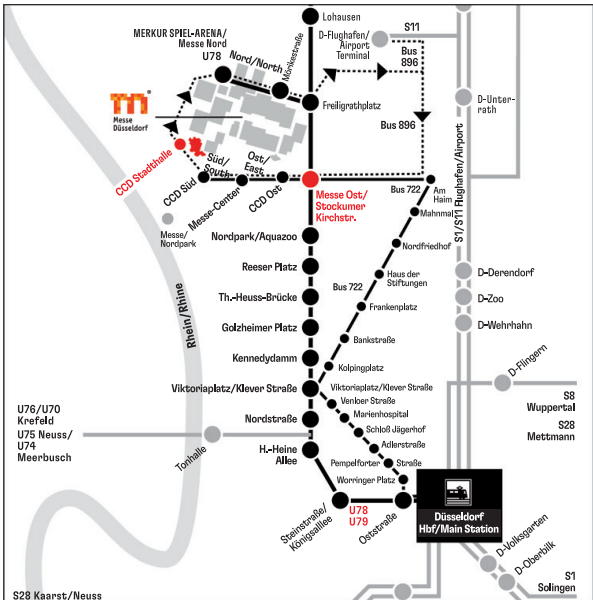 Lohausen
S11
D-Flughafen/
Airport
Terminal
Bus
896
MERKUR SPIEL-ARENA/
Messe Nord
U78
Nord/North
Mörikestraße
Freiligrathplatz
D-Unter-
rath
Messe
Düsseldorf
Bus 896
CCD Stadthalle
Süd/
South
Ost/
East
CCD Süd
Messe-Center
CCD Ost
Messe Ost/
Stockumer
Kirchstr.
Bus 722
Am
Haim
Mahnmal
S1/S11 Flughafen/Airport
Messe/
Nordpark
Nordpark/Aquazoo
Nordfriedhof
Reeser Platz
Haus der
Stiftungen
D-Derendorf
Rhein/Rhine
Bus 722
Th.-Heuss-Brücke
Frankenplatz
D-Zoo
Golzheimer Platz
D-Wehrhahn
Bankstraße
Kennedydamm
Kolpingplatz
D-Flingern
Viktoriaplatz/Klever Straße
Viktoriaplatz/Klever Straße
Venloer Straße
S8
Wuppertal
U76/U70
Krefeld
U75 Neuss/
U74
Meerbusch
Nordstraße
Marienhospital
S28
Mettmann
Schloß Jägerhof
Tonhalle
H.-Heine
Allee
Adlerstraße
Pempelforter Straße
Worringer Platz
Steinstraße/
Königsalllee
U78
U79
Oststraße
Düsseldorf
Hbf/Main Station
D-Volksgarten
D-Oberbilk
S1
Solingen
S28 Kaarst/Neuss